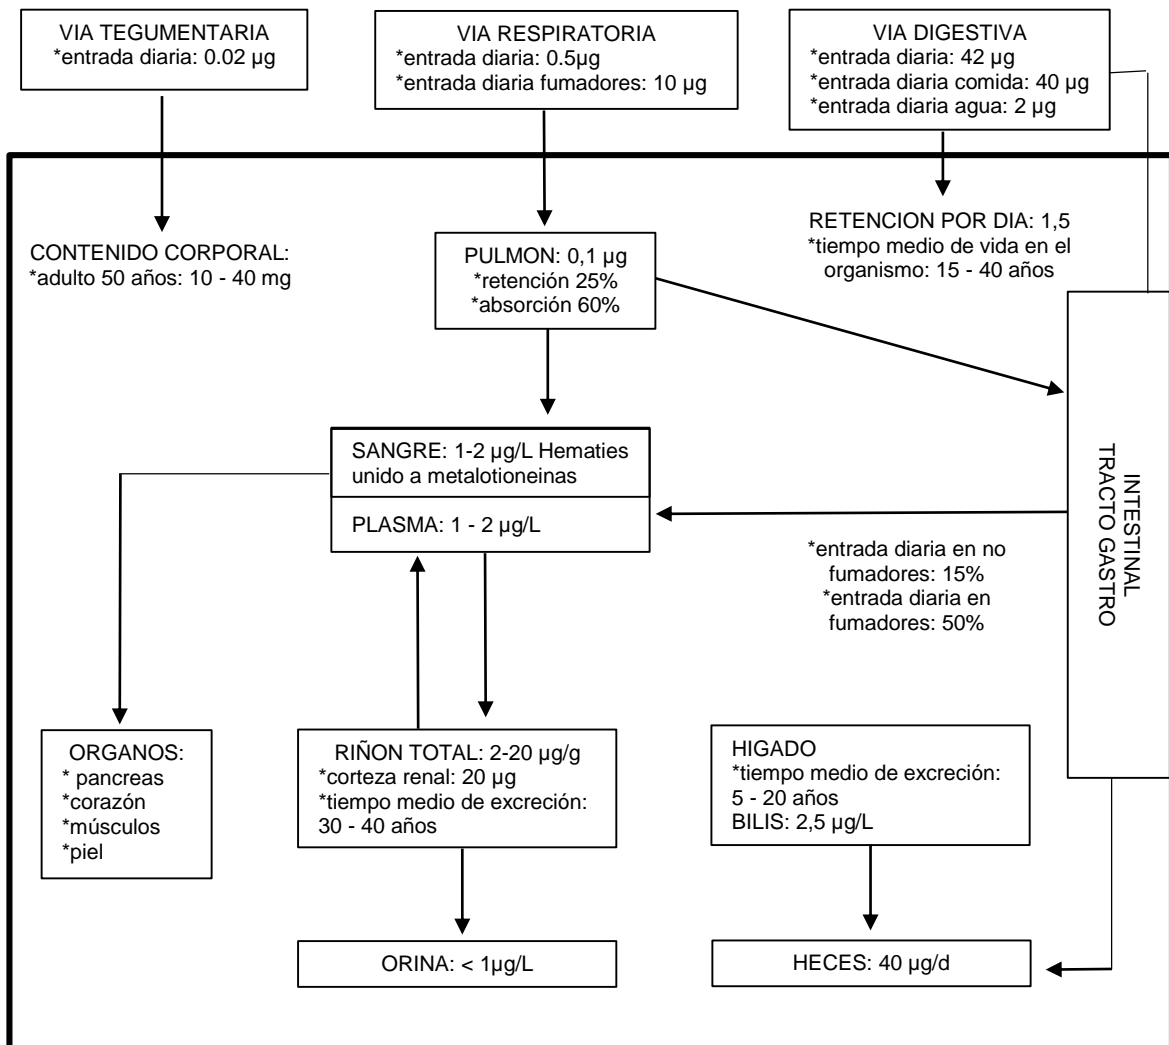 VIA TEGUMENTARIA
*entrada diaria: 0.02 µg
VIA RESPIRATORIA
*entrada diaria: 0.5µg
*entrada diaria fumadores: 10 µg
VIA DIGESTIVA
*entrada diaria: 42 µg
*entrada diaria comida: 40 µg
*entrada diaria agua: 2 µg
CONTENIDO CORPORAL:
*adulto 50 años: 10 - 40 mg
PULMON: 0,1 µg
*retención 25%
*absorción 60%
RETENCION POR DIA: 1,5
*tiempo medio de vida en el
organismo: 15 - 40 años
SANGRE: 1-2 µg/L Hematies
unido a metalotioneinas
PLASMA: 1 - 2 µg/L
*entrada diaria en no
fumadores: 15%
*entrada diaria en
fumadores: 50%
INTESTINAL
TRACTO GASTRO
ORGANOS:
* pancreas
*corazón
*músculos
*piel
RIÑON TOTAL: 2-20 µg/g
*corteza renal: 20 µg
*tiempo medio de excreción:
30 - 40 años
HIGADO
*tiempo medio de excreción:
5 - 20 años
BILIS: 2,5 µg/L
ORINA: < 1µg/L
HECES: 40 µg/d